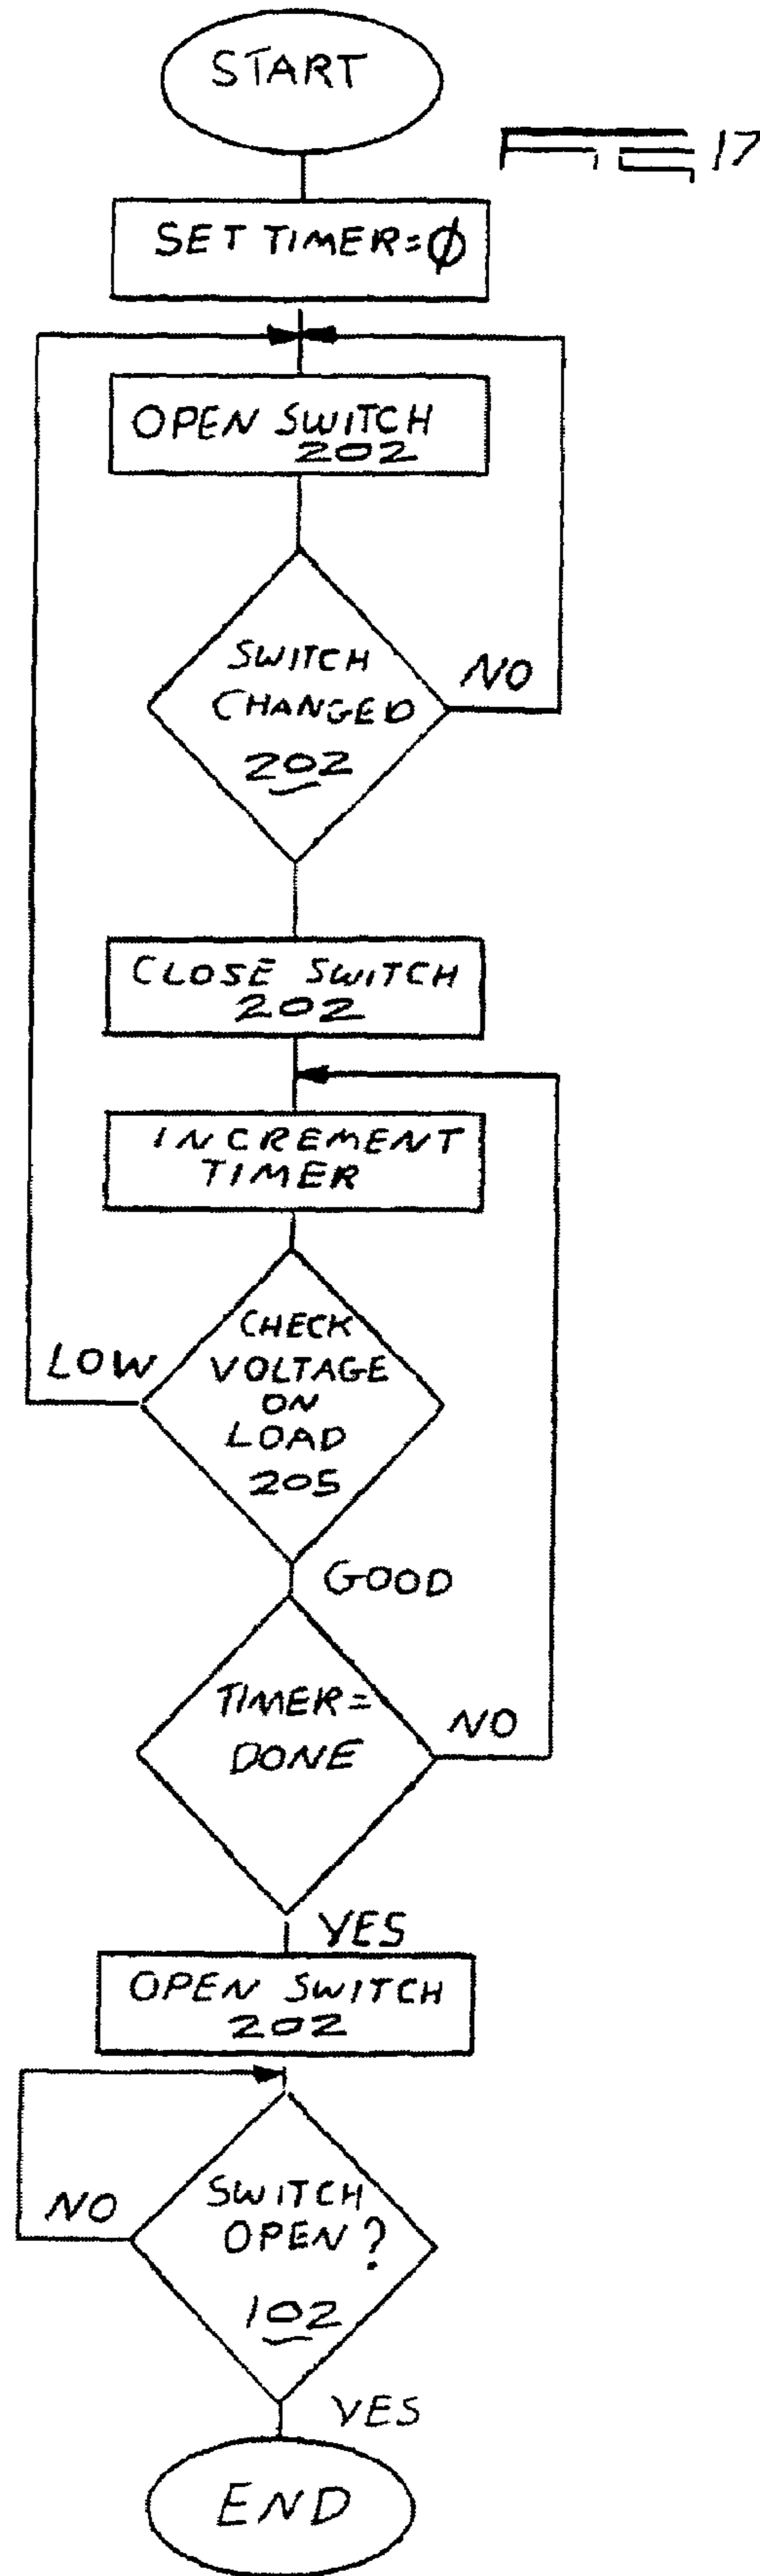 START
17
SET TIMER=Ø
OPEN SWITCH
202
SWITCH
CHANGED
202
NO
CLOSE SWITCH
202
INCREMENT
TIMER
CHECK
VOLTAGE
ON
LOAD
205
LOW
GOOD
TIMER=
DONE
NO
YES
OPEN SWITCH
202
SWITCH
OPEN?
102
NO
YES
END